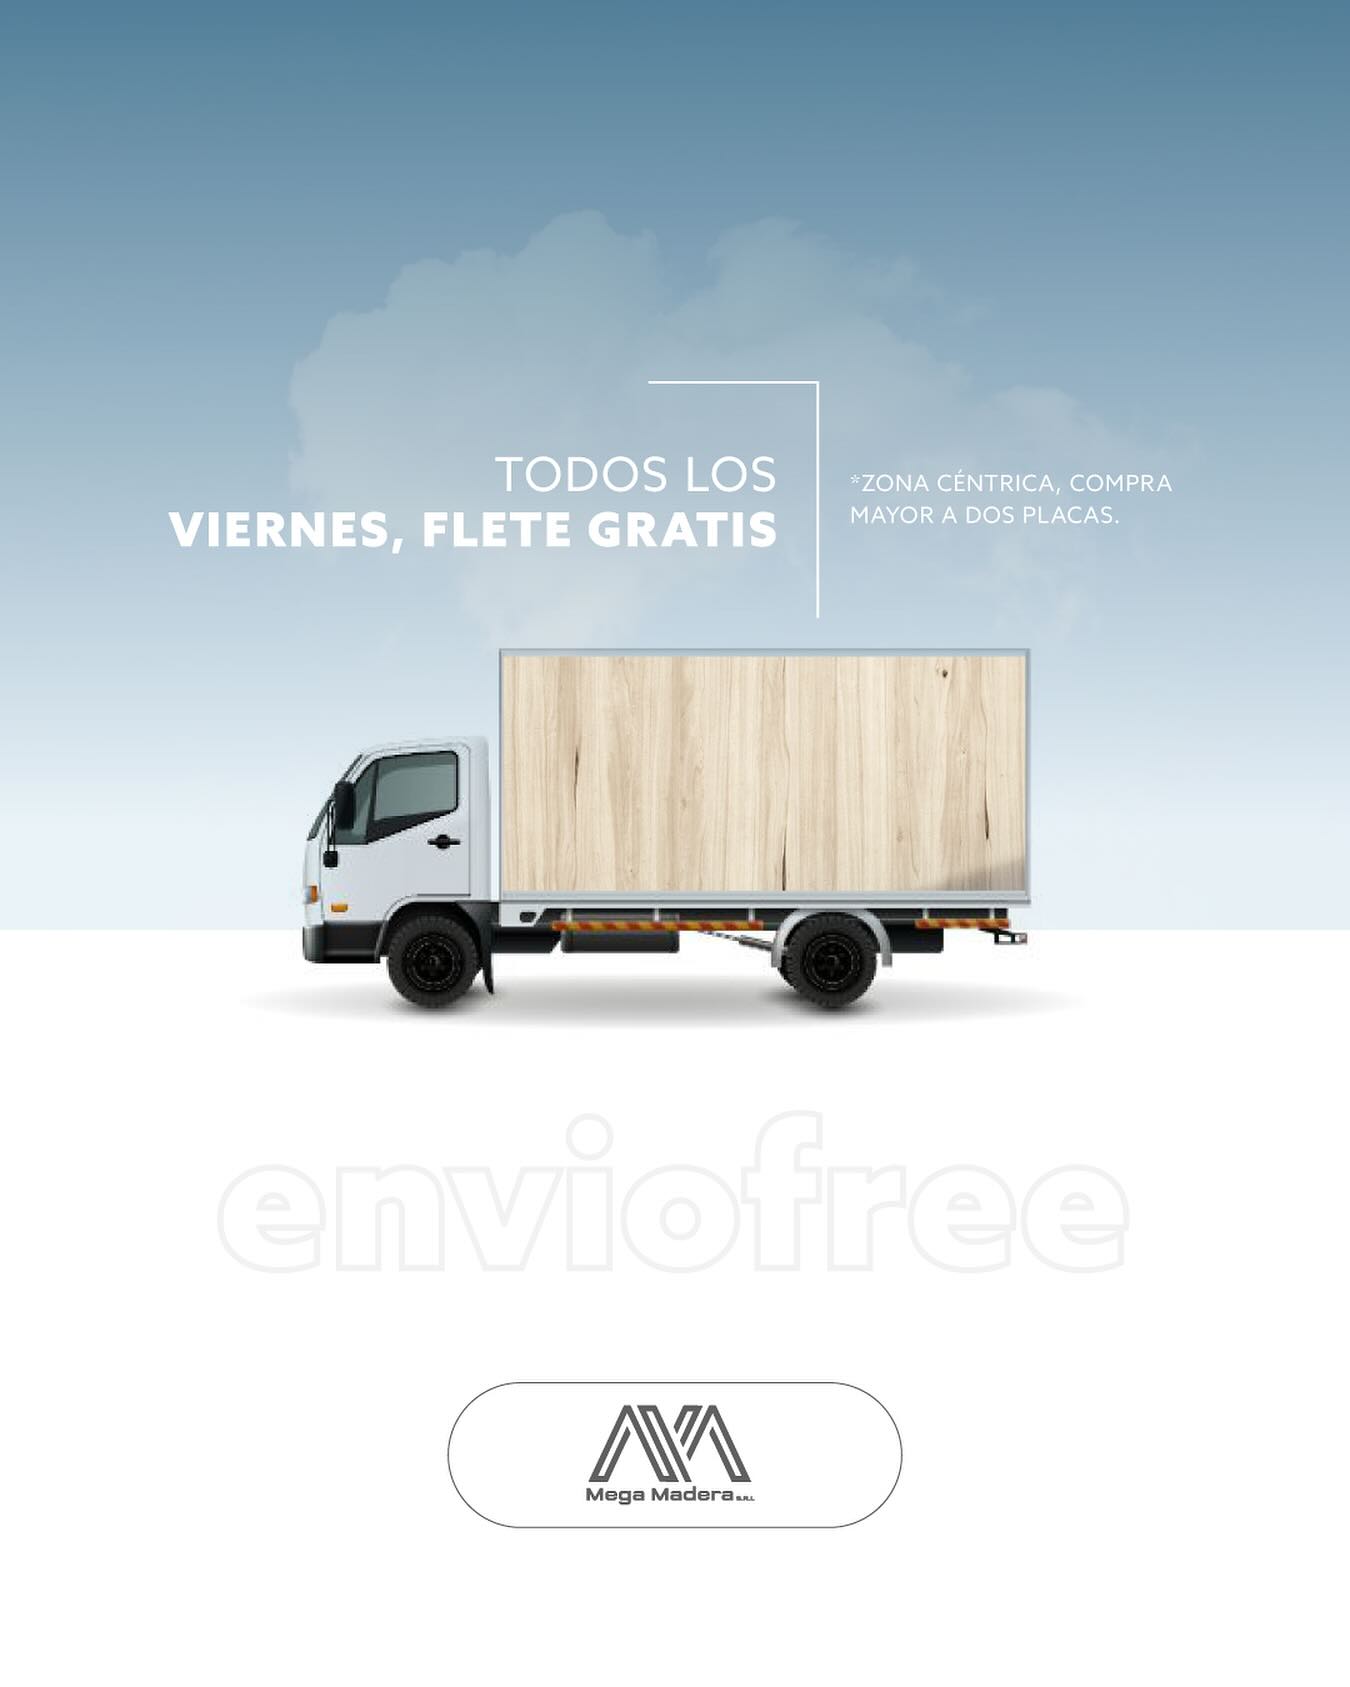 TODOS LOS
VIERNES, FLETE GRATIS
*ZONA CÉNTRICA, COMPRA
MAYOR A DOS PLACAS.
enviofree
Mega Madera S.R.L